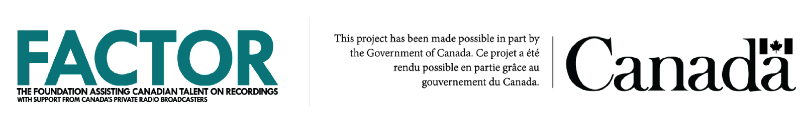 FACTOR
THE FOUNDATION ASSISTING CANADIAN TALENT ON RECORDINGS
WITH SUPPORT FROM CANADA'S PRIVATE RADIO BROADCASTERS
This project has been made possible in part by
the Government of Canada. Ce projet a été
rendu possible en partie grâce au
gouvernement du Canada.
Canada